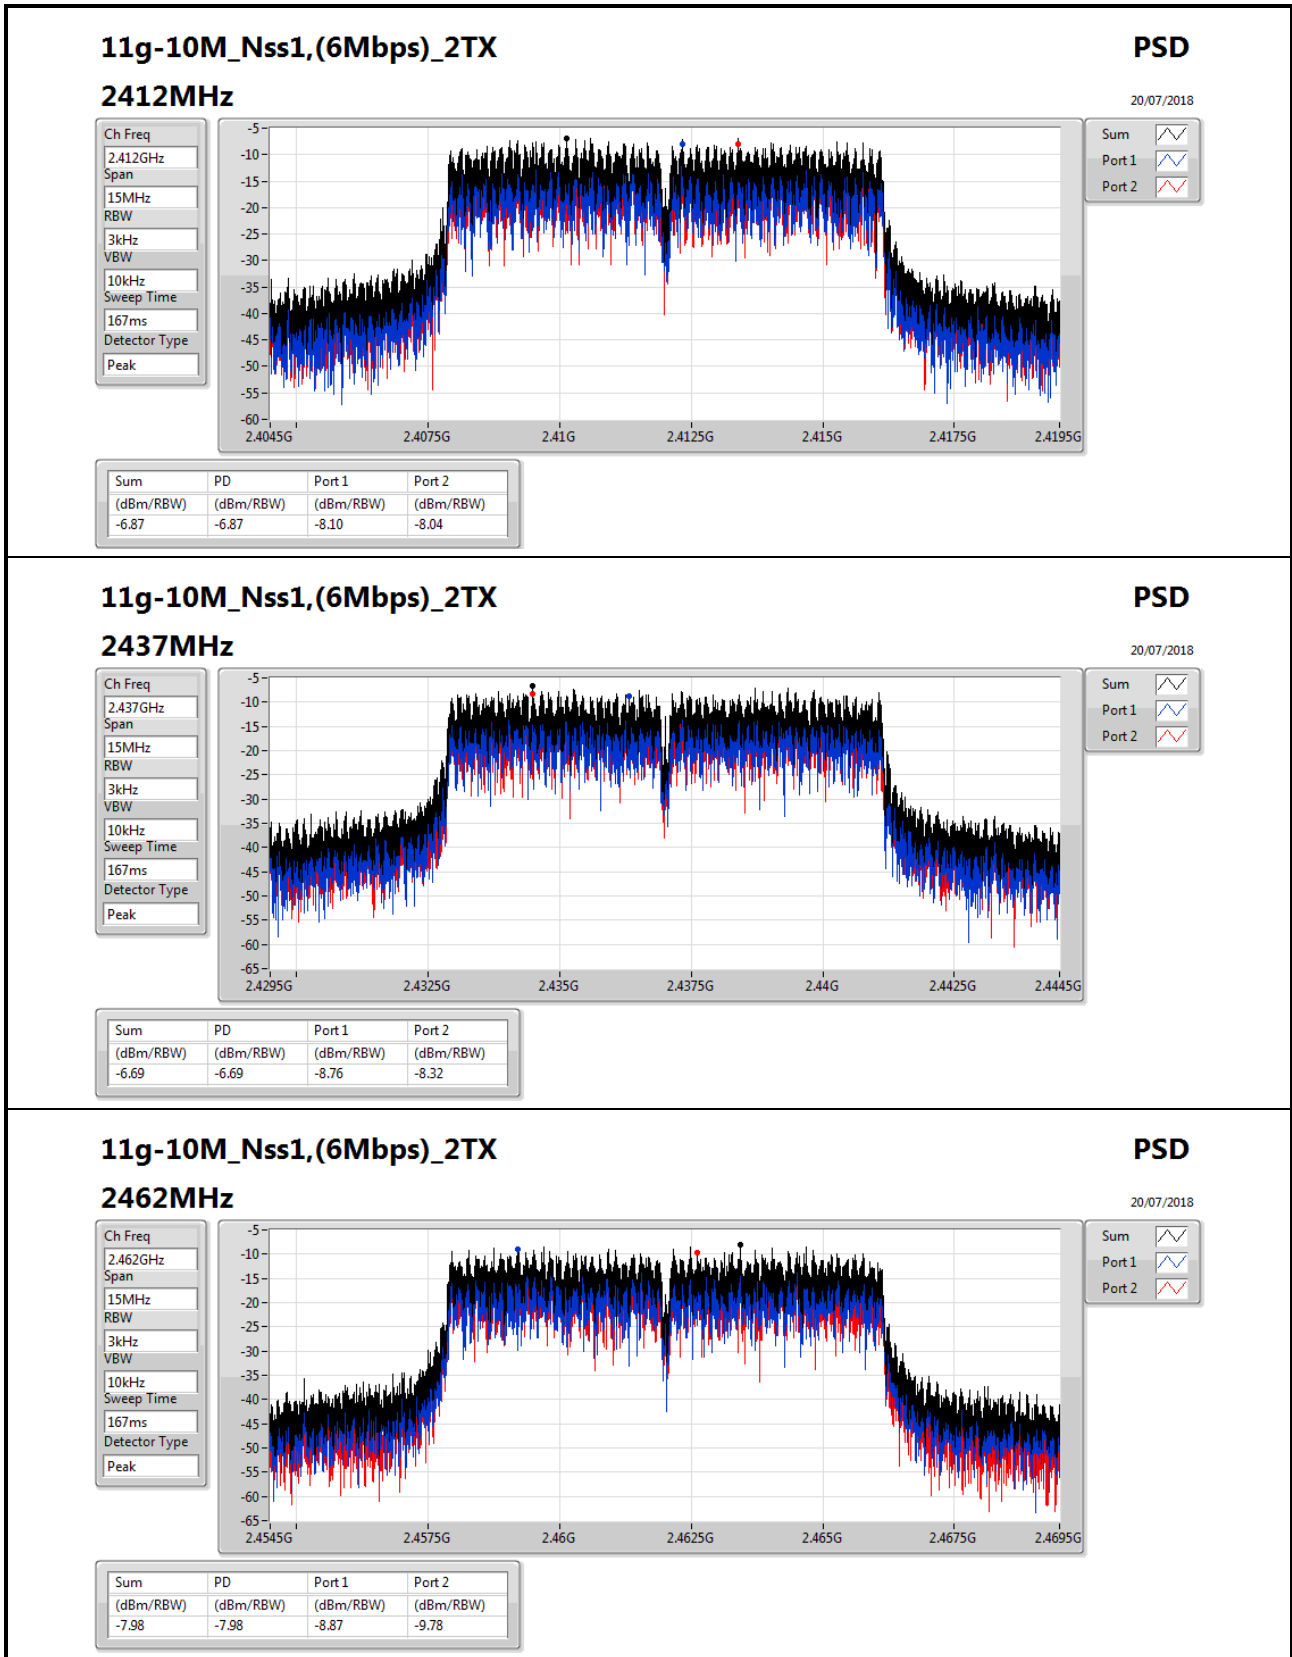 11g-10M_Nss1,(6Mbps)_2TX PSD
2412MHz 20/07/2018
Ch Freq
2.412GHz
Span
15MHz
RBW
3kHz
VBW
10kHz
Sweep Time
167ms
Detector Type
Peak
-5
-10
-15
-20
-25
-30
-35
-40
-45
-50
-55
-60
2.4045G 2.4075G 2.41G 2.4125G 2.415G 2.4175G 2.4195G
Sum
Port 1
Port 2
Sum PD Port 1 Port 2
(dBm/RBW) (dBm/RBW) (dBm/RBW) (dBm/RBW)
-6.87 -6.87 -8.10 -8.04
11g-10M_Nss1,(6Mbps)_2TX PSD
2437MHz 20/07/2018
Ch Freq
2.437GHz
Span
15MHz
RBW
3kHz
VBW
10kHz
Sweep Time
167ms
Detector Type
Peak
-5
-10
-15
-20
-25
-30
-35
-40
-45
-50
-55
-60
-65
2.4295G 2.4325G 2.435G 2.4375G 2.44G 2.4425G 2.4445G
Sum
Port 1
Port 2
Sum PD Port 1 Port 2
(dBm/RBW) (dBm/RBW) (dBm/RBW) (dBm/RBW)
-6.69 -6.69 -8.76 -8.32
11g-10M_Nss1,(6Mbps)_2TX PSD
2462MHz 20/07/2018
Ch Freq
2.462GHz
Span
15MHz
RBW
3kHz
VBW
10kHz
Sweep Time
167ms
Detector Type
Peak
-5
-10
-15
-20
-25
-30
-35
-40
-45
-50
-55
-60
-65
2.4545G 2.4575G 2.46G 2.4625G 2.465G 2.4675G 2.4695G
Sum
Port 1
Port 2
Sum PD Port 1 Port 2
(dBm/RBW) (dBm/RBW) (dBm/RBW) (dBm/RBW)
-7.98 -7.98 -8.87 -9.78